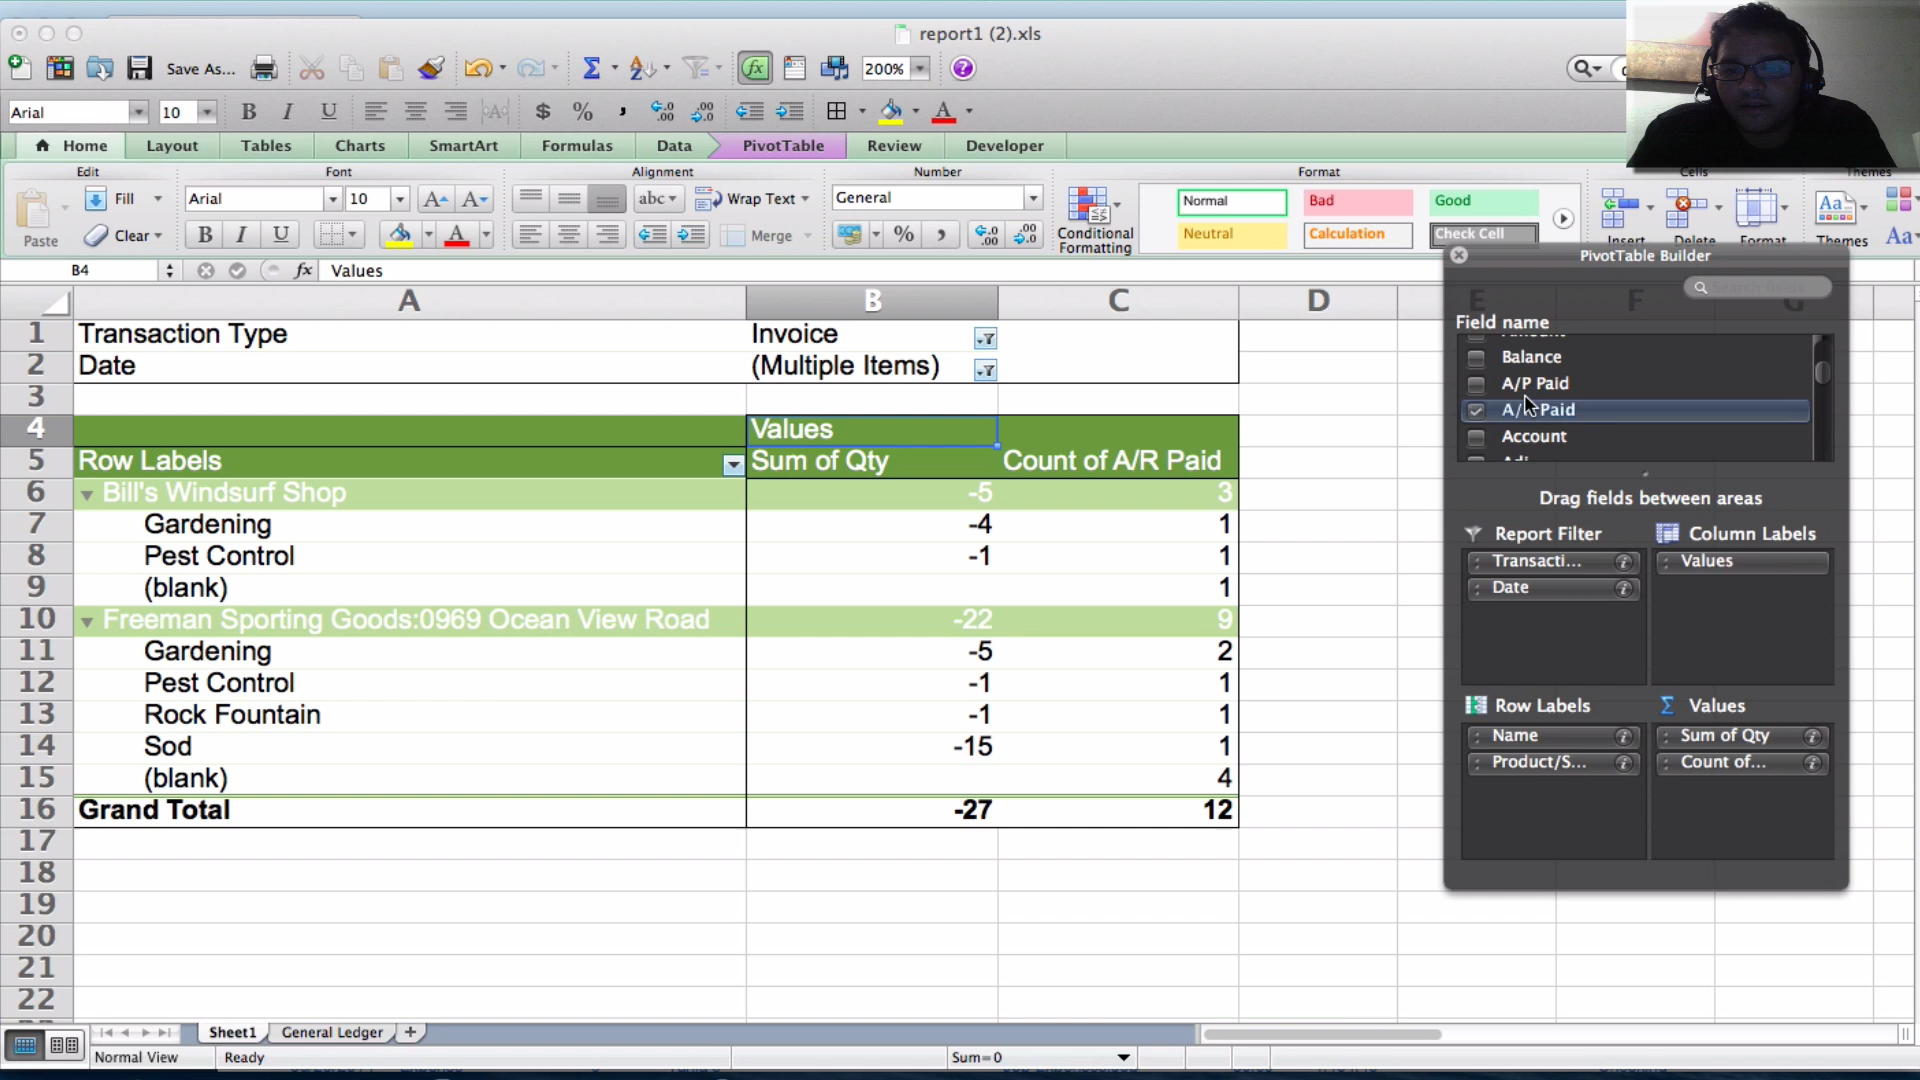 report1 (2).xls
Save As...
200%
Arial
10
B I U
$ %
Home Layout Tables Charts SmartArt Formulas Data PivotTable Review Developer
Edit Font Alignment Number Format Cells Themes
Fill Arial 10 abc Wrap Text General Normal Bad Good
Paste Clear B I U Merge % Conditional Formatting Neutral Calculation Check Cell Insert Delete Format Themes Aa
B4 fx Values
PivotTable Builder
A B C D E F G
1 Transaction Type Invoice
2 Date (Multiple Items)
3
4 Values
5 Row Labels Sum of Qty Count of A/R Paid
6 Bill's Windsurf Shop -5 3
7 Gardening -4 1
8 Pest Control -1 1
9 (blank) 1
10 Freeman Sporting Goods:0969 Ocean View Road -22 9
11 Gardening -5 2
12 Pest Control -1 1
13 Rock Fountain -1 1
14 Sod -15 1
15 (blank) 4
16 Grand Total -27 12
17
18
19
20
21
22
Field name
Balance
A/P Paid
Paid
Account
Drag fields between areas
Report Filter Column Labels
Transacti... Values
Date
Row Labels Values
Name Sum of Qty
Product/S... Count of...
Sheet1 General Ledger
Normal View Ready Sum=0